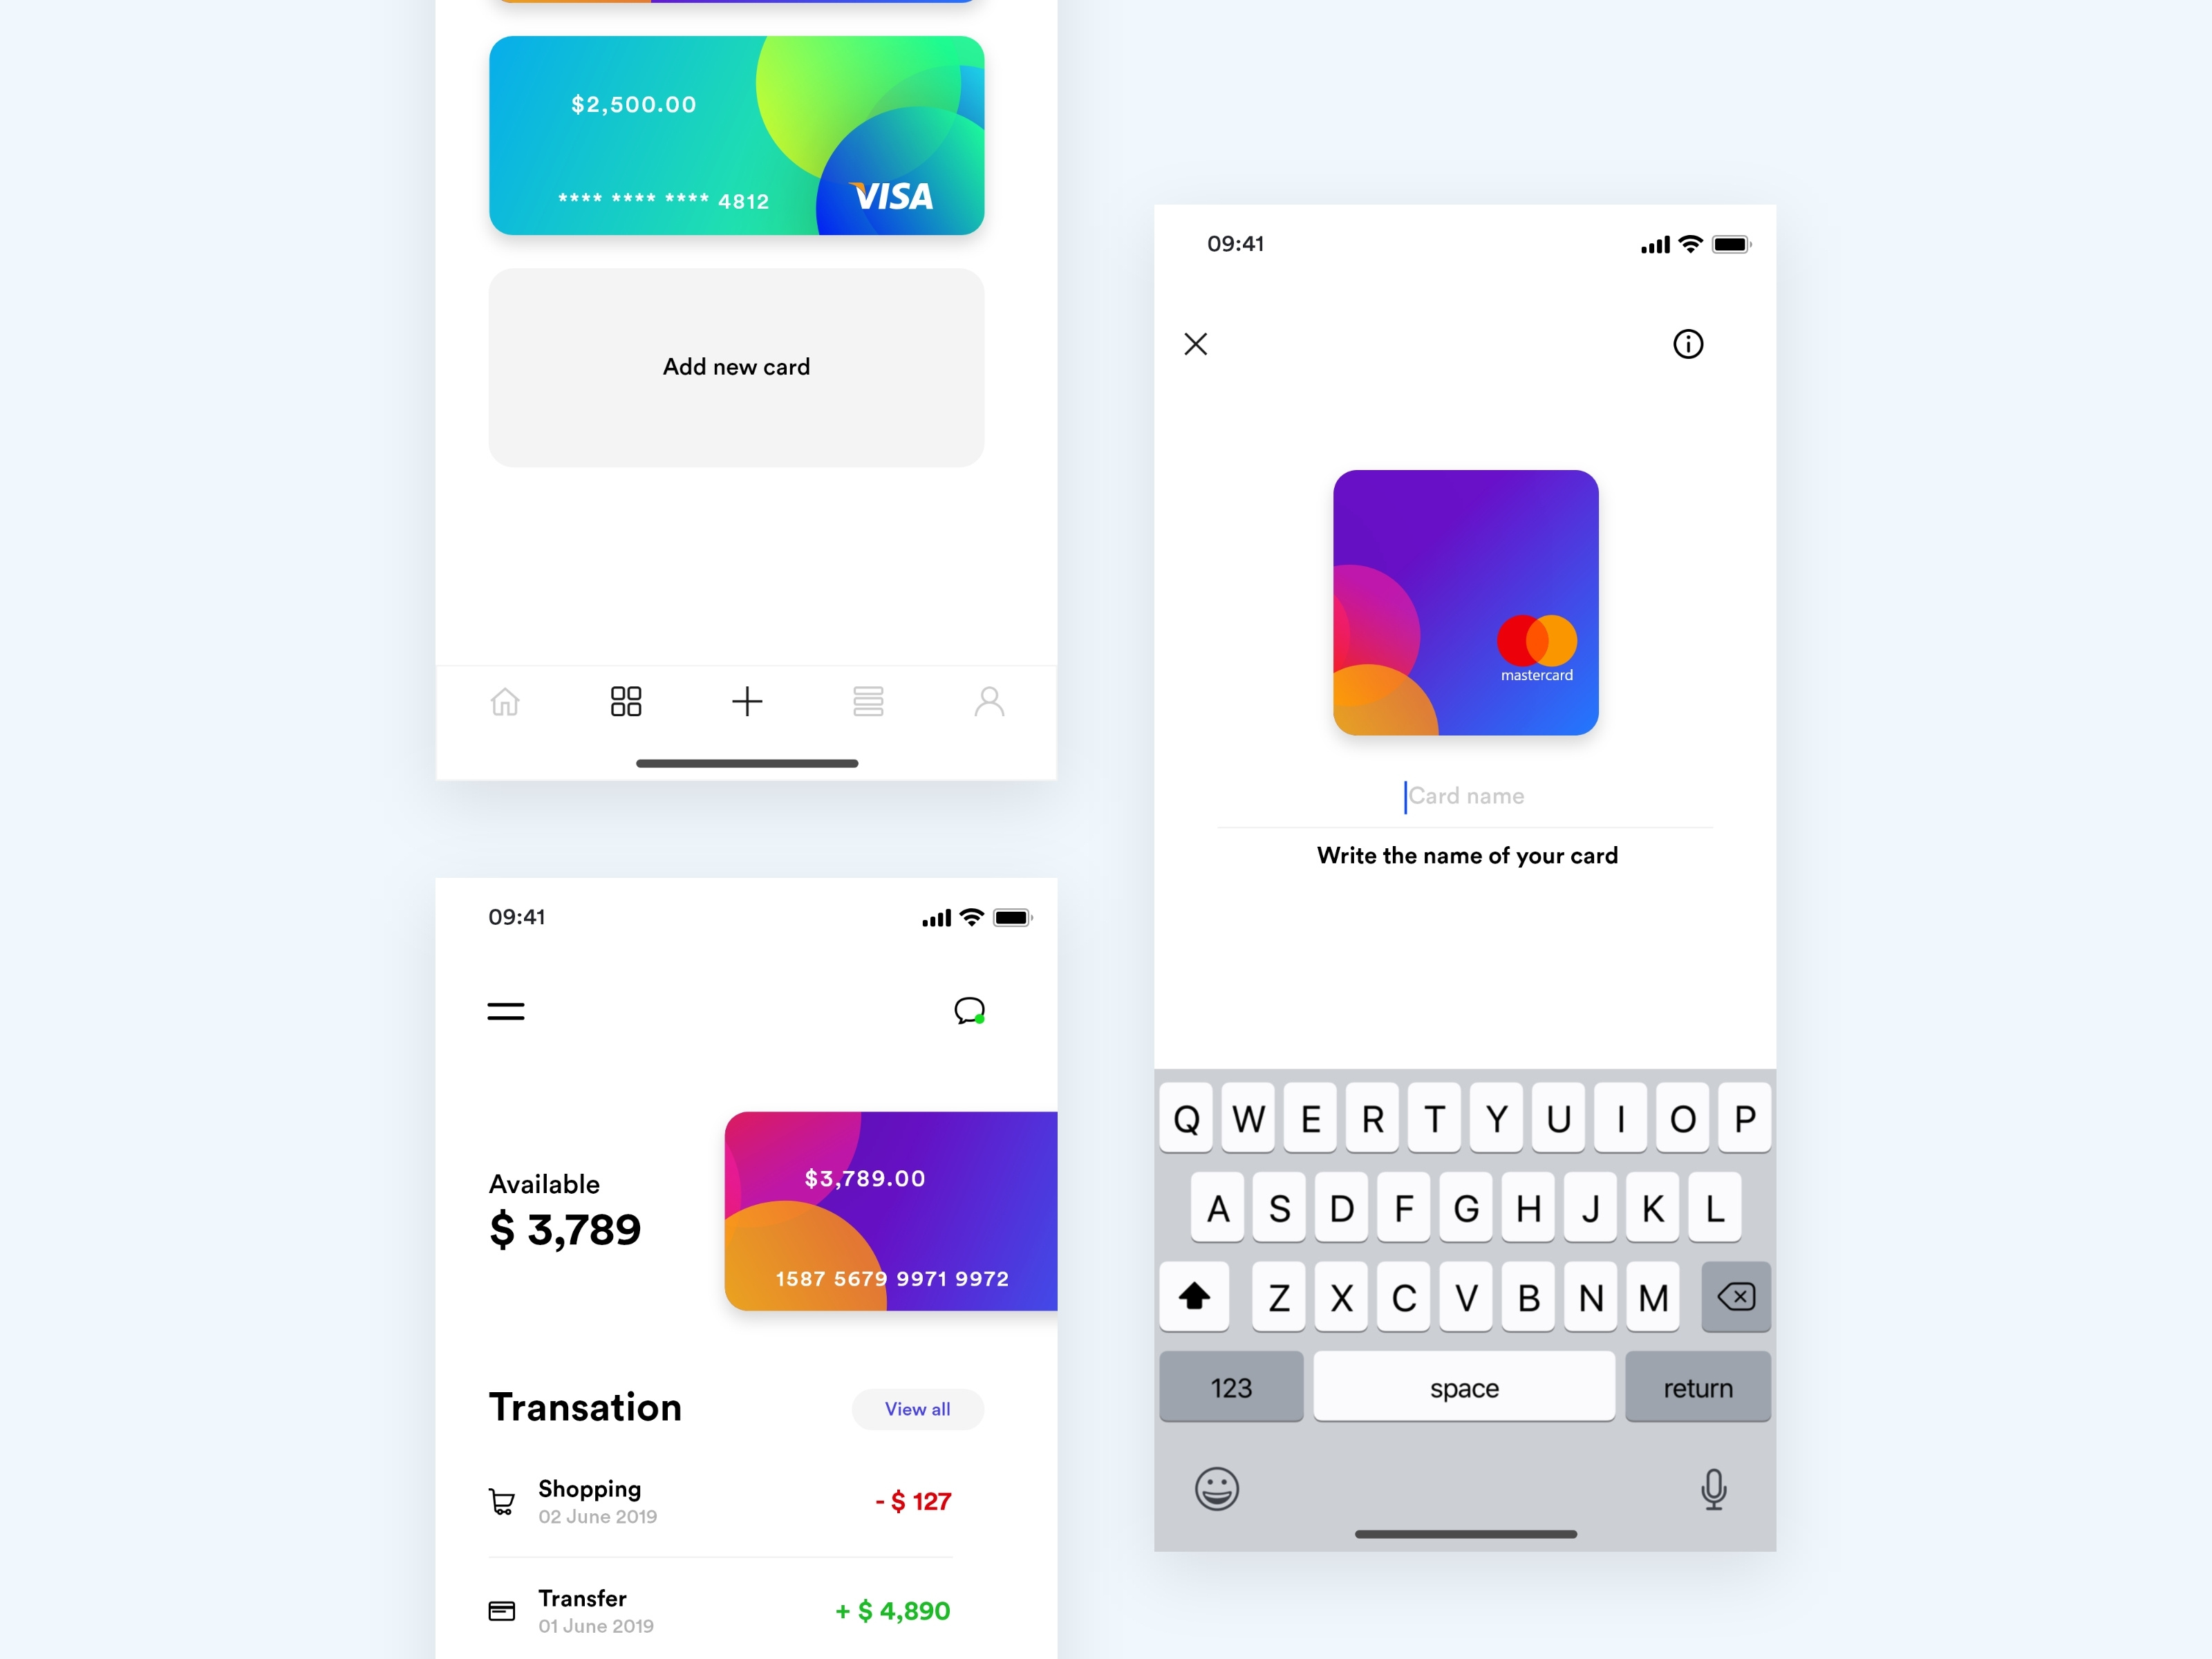 $2,500.00
**** **** **** 4812
VISA
Add new card
09:41
Available
$ 3,789
$3,789.00
1587 5679 9971 9972
Transation
View all
Shopping
02 June 2019
- $ 127
Transfer
01 June 2019
+ $ 4,890
09:41
mastercard
Card name
Write the name of your card
Q W E R T Y U I O P
A S D F G H J K L
Z X C V B N M
123 space return